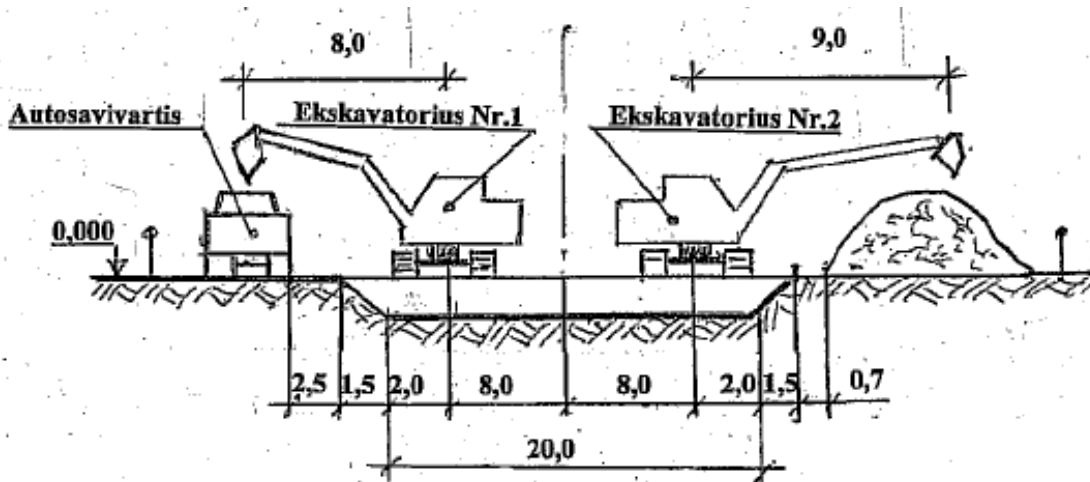 8,0
9,0
Autosavivartis
Ekskavatorius Nr.1
Ekskavatorius Nr.2
0,000
2,5 1,5 2,0 8,0 8,0 2,0 1,5 0,7
20,0